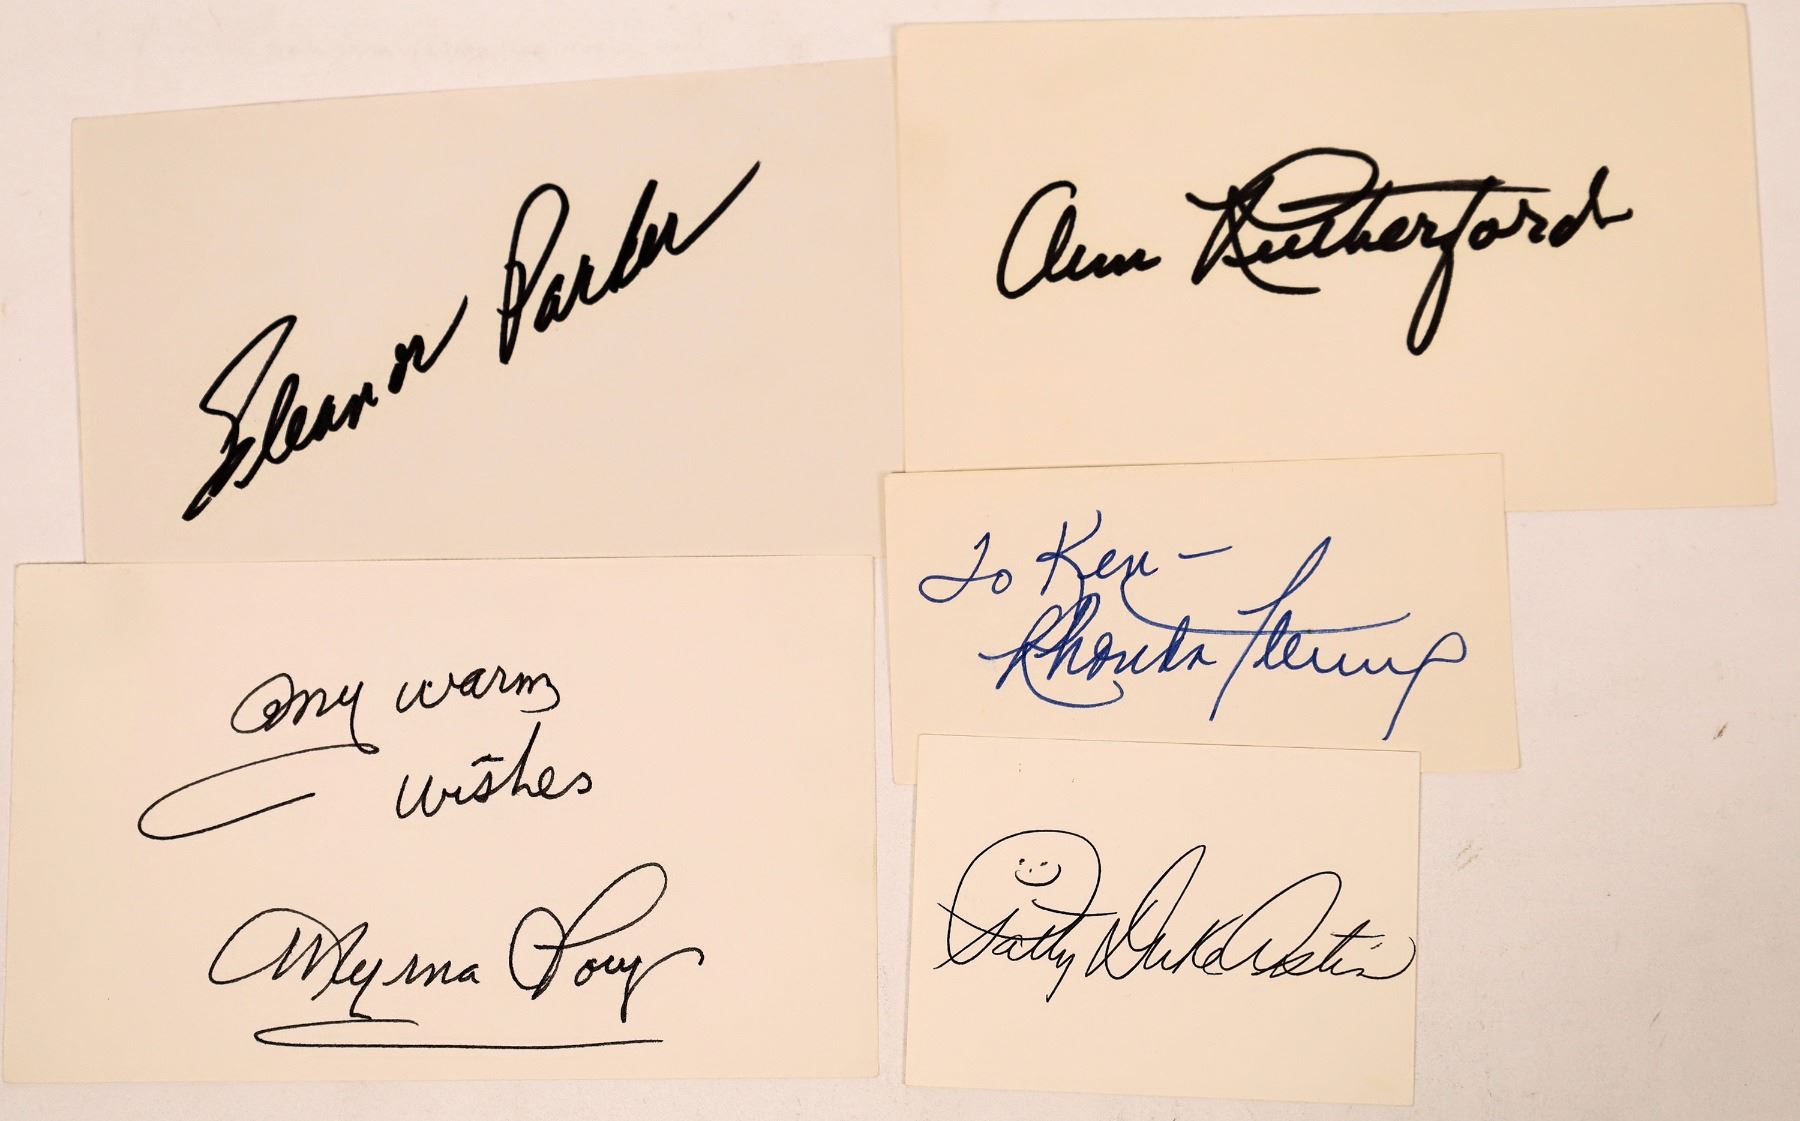 Eleanor Parker
Ann Rutherford
To Ken -
Rhonda Fleming
my warm
wishes
Myrna Loy
Patty Duke Astin